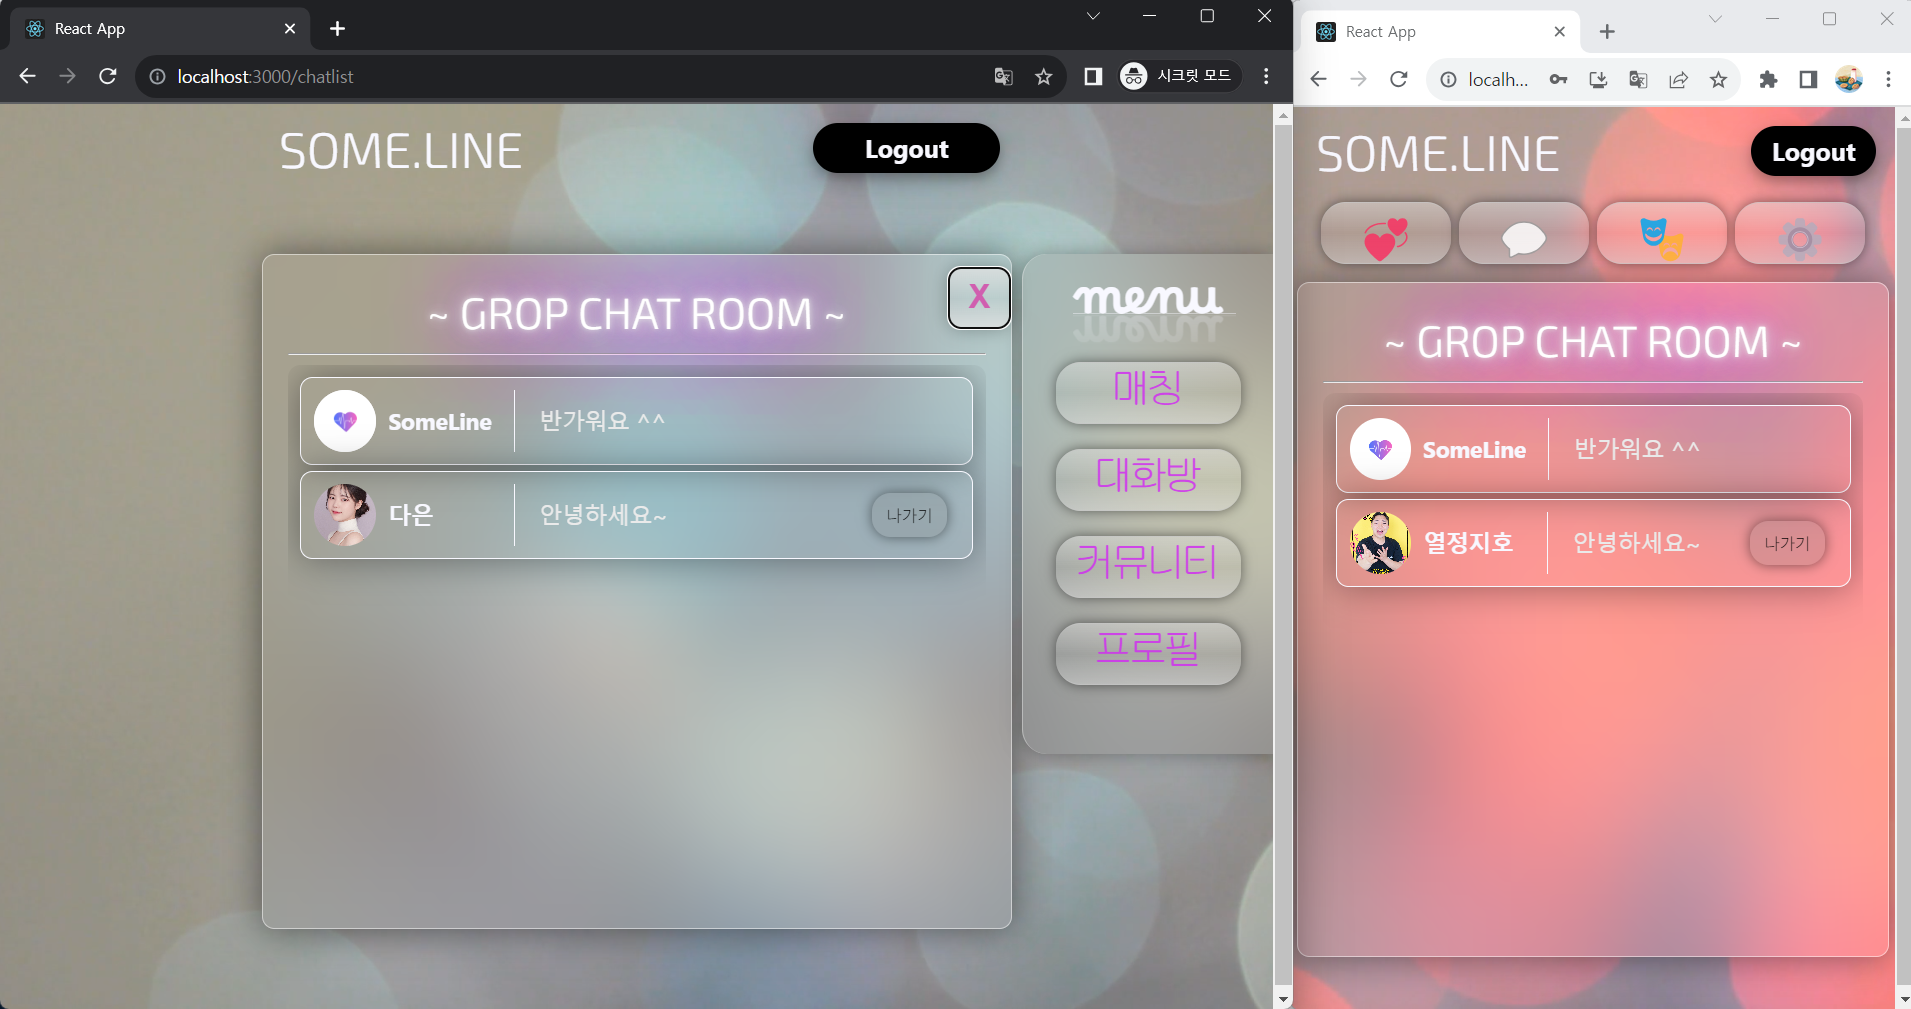 React App
localhost:3000/chatlist
시크릿 모드
SOME.LINE
Logout
~ GROP CHAT ROOM ~
X
SomeLine
반가워요 ^^
다은
안녕하세요~
나가기
menu
매칭
대화방
커뮤니티
프로필
React App
localh...
SOME.LINE
Logout
~ GROP CHAT ROOM ~
SomeLine
반가워요 ^^
열정지호
안녕하세요~
나가기